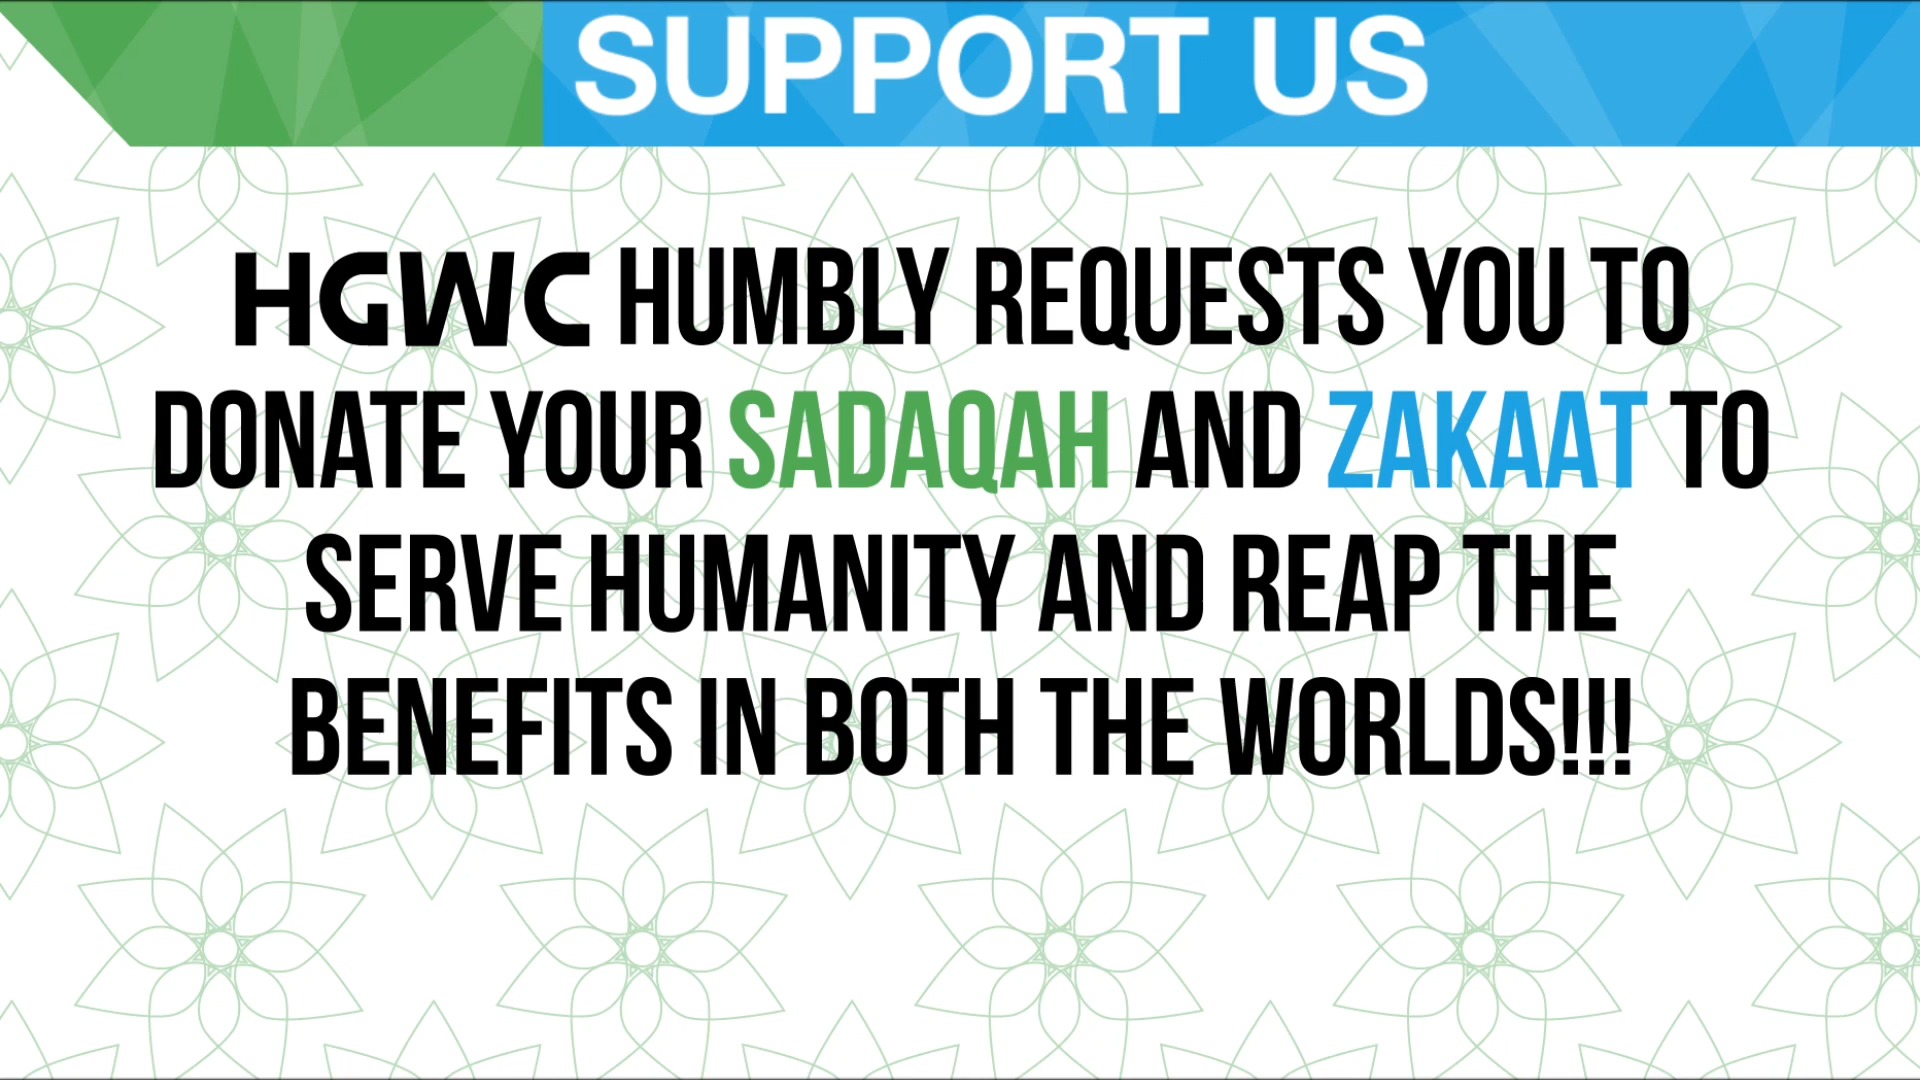 SUPPORT US
HGWC HUMBLY REQUESTS YOU TO
DONATE YOUR SADAQAH AND ZAKAAT TO
SERVE HUMANITY AND REAP THE
BENEFITS IN BOTH THE WORLDS!!!